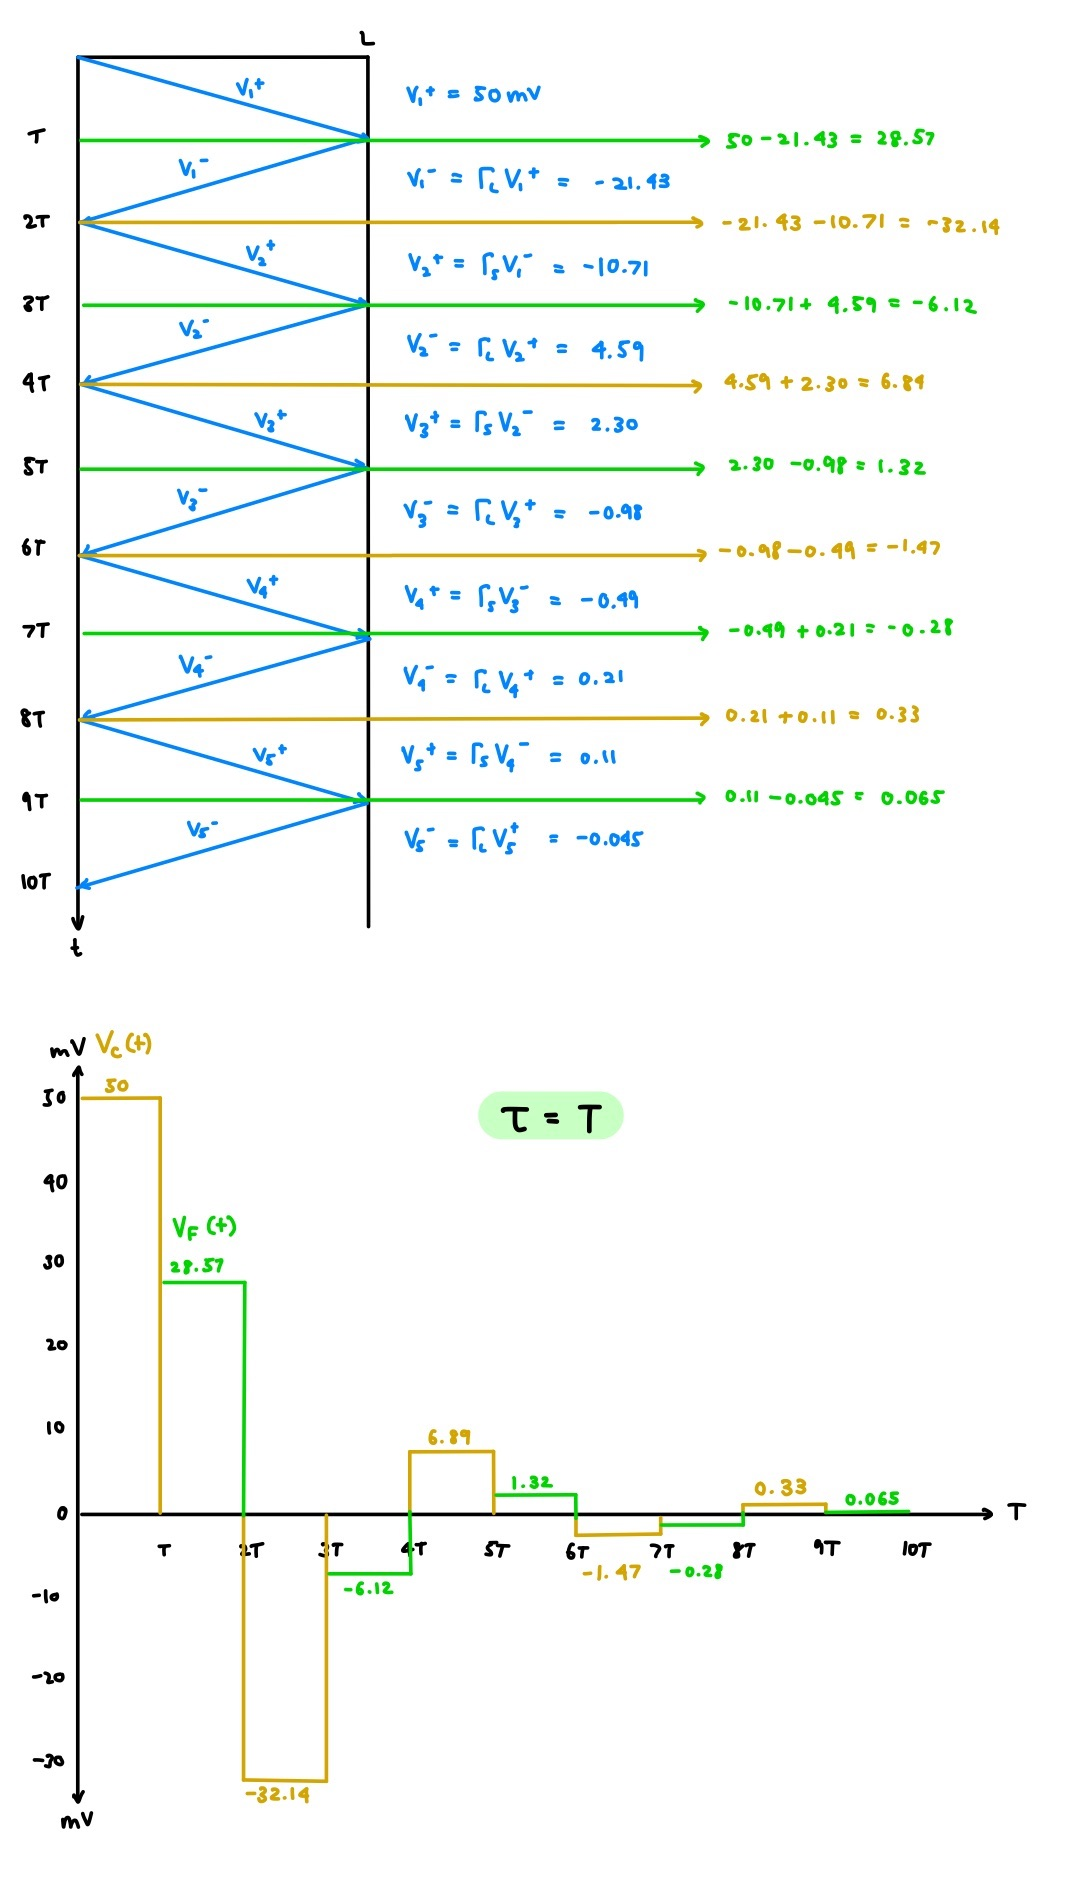 L
V₁⁺
V₁⁺ = 50mV
T
50 - 21.43 = 28.57
V₁⁻
V₁⁻ = Γ_L V₁⁺ = -21.43
2T
-21.43 - 10.71 = -32.14
V₂⁺
V₂⁺ = Γ_S V₁⁻ = -10.71
3T
-10.71 + 4.59 = -6.12
V₂⁻
V₂⁻ = Γ_L V₂⁺ = 4.59
4T
4.59 + 2.30 = 6.89
V₃⁺
V₃⁺ = Γ_S V₂⁻ = 2.30
5T
2.30 - 0.98 = 1.32
V₃⁻
V₃⁻ = Γ_L V₃⁺ = -0.98
6T
-0.98 - 0.49 = -1.47
V₄⁺
V₄⁺ = Γ_S V₃⁻ = -0.49
7T
-0.49 + 0.21 = -0.28
V₄⁻
V₄⁻ = Γ_L V₄⁺ = 0.21
8T
0.21 + 0.11 = 0.33
V₅⁺
V₅⁺ = Γ_S V₄⁻ = 0.11
9T
0.11 - 0.045 = 0.065
V₅⁻
V₅⁻ = Γ_L V₅⁺ = -0.045
10T
t
mV V_C(t)
50
50
τ = T
40
V_F(t)
30
28.57
20
10
6.89
1.32
0.33
0.065
0
T
T 2T 3T 4T 5T 6T 7T 8T 9T 10T
-6.12
-1.47
-0.28
-10
-20
-30
-32.14
mV